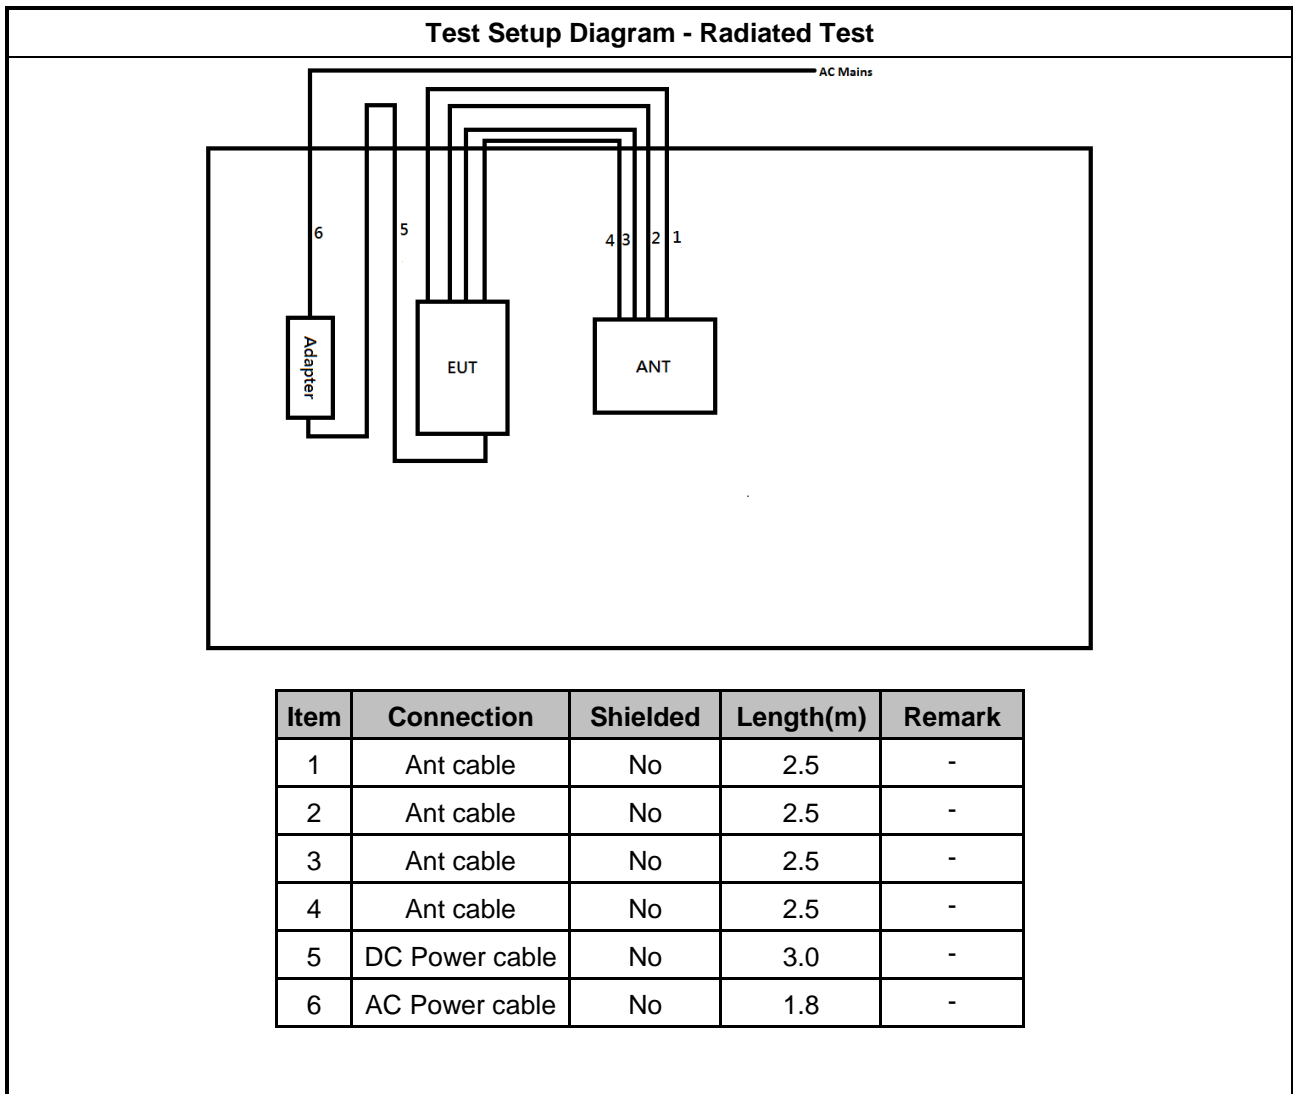 Test Setup Diagram - Radiated Test
AC Mains
6
5
4 3 2 1
Adapter
EUT
ANT
Item Connection Shielded Length(m) Remark
1 Ant cable No 2.5 -
2 Ant cable No 2.5 -
3 Ant cable No 2.5 -
4 Ant cable No 2.5 -
5 DC Power cable No 3.0 -
6 AC Power cable No 1.8 -